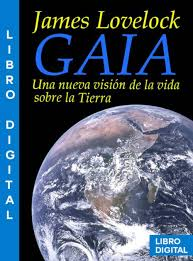 LIBRO DIGITAL
James Lovelock
GAIA
Una nueva visión de la vida
sobre la Tierra
LIBRO
DIGITAL